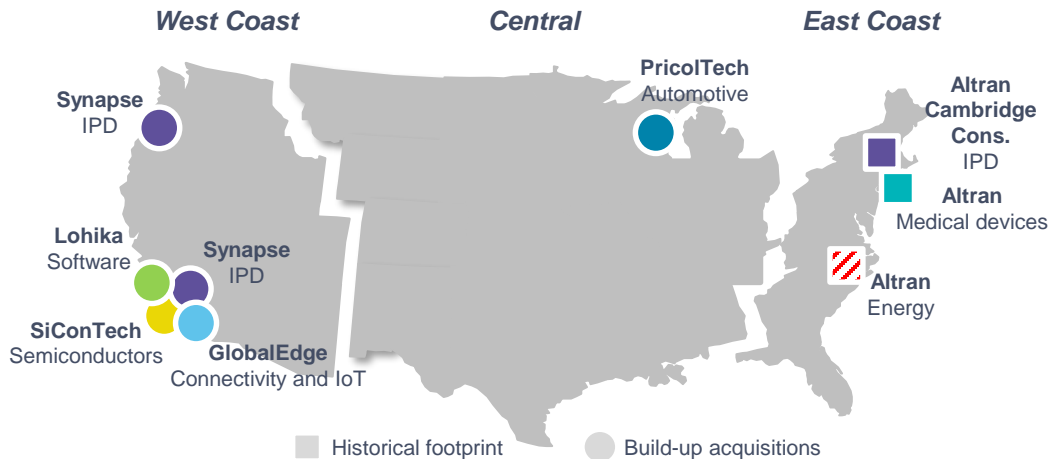 West Coast
Central
East Coast
Synapse
IPD
PricolTech
Automotive
Altran
Cambridge
Cons.
IPD
Altran
Medical devices
Lohika
Software
Synapse
IPD
Altran
Energy
SiConTech
Semiconductors
GlobalEdge
Connectivity and IoT
Historical footprint
Build-up acquisitions